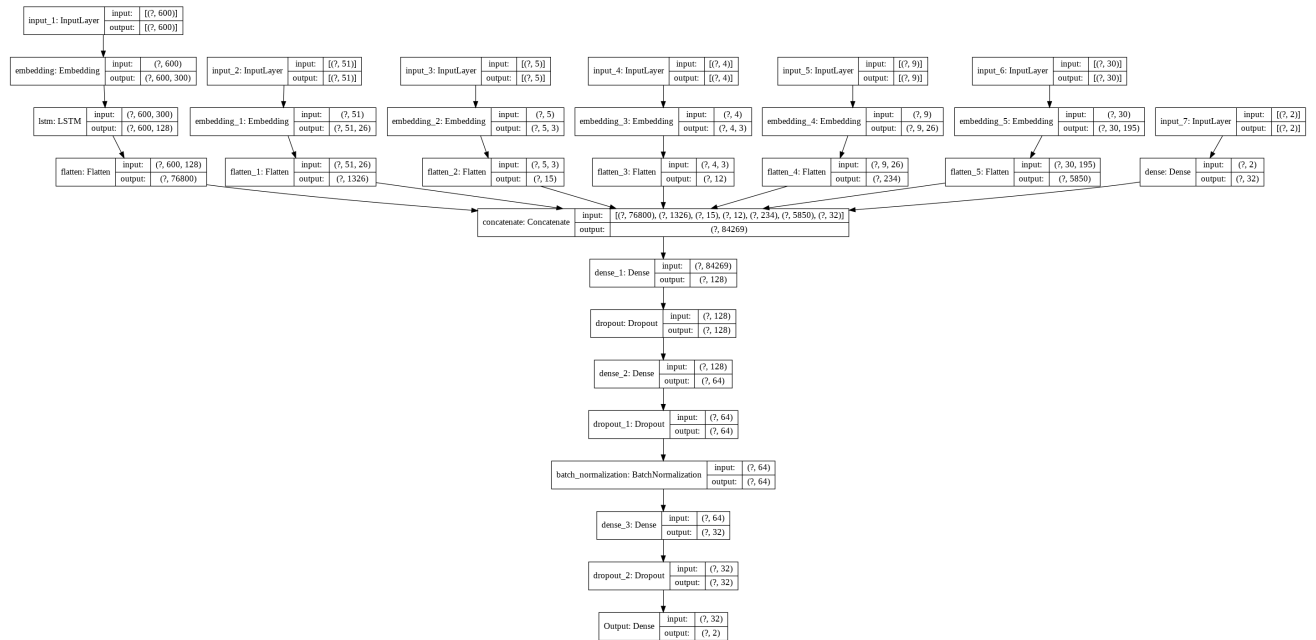 input_1: InputLayer input: [(?, 600)]
output: [(?, 600)]
embedding: Embedding input: (?, 600)
output: (?, 600, 300)
input_2: InputLayer input: [(?, 51)]
output: [(?, 51)]
input_3: InputLayer input: [(?, 5)]
output: [(?, 5)]
input_4: InputLayer input: [(?, 4)]
output: [(?, 4)]
input_5: InputLayer input: [(?, 9)]
output: [(?, 9)]
input_6: InputLayer input: [(?, 30)]
output: [(?, 30)]
lstm: LSTM input: (?, 600, 300)
output: (?, 600, 128)
embedding_1: Embedding input: (?, 51)
output: (?, 51, 26)
embedding_2: Embedding input: (?, 5)
output: (?, 5, 3)
embedding_3: Embedding input: (?, 4)
output: (?, 4, 3)
embedding_4: Embedding input: (?, 9)
output: (?, 9, 26)
embedding_5: Embedding input: (?, 30)
output: (?, 30, 195)
input_7: InputLayer input: [(?, 2)]
output: [(?, 2)]
flatten: Flatten input: (?, 600, 128)
output: (?, 76800)
flatten_1: Flatten input: (?, 51, 26)
output: (?, 1326)
flatten_2: Flatten input: (?, 5, 3)
output: (?, 15)
flatten_3: Flatten input: (?, 4, 3)
output: (?, 12)
flatten_4: Flatten input: (?, 9, 26)
output: (?, 234)
flatten_5: Flatten input: (?, 30, 195)
output: (?, 5850)
dense: Dense input: (?, 2)
output: (?, 32)
concatenate: Concatenate input: [(?, 76800), (?, 1326), (?, 15), (?, 12), (?, 234), (?, 5850), (?, 32)]
output: (?, 84269)
dense_1: Dense input: (?, 84269)
output: (?, 128)
dropout: Dropout input: (?, 128)
output: (?, 128)
dense_2: Dense input: (?, 128)
output: (?, 64)
dropout_1: Dropout input: (?, 64)
output: (?, 64)
batch_normalization: BatchNormalization input: (?, 64)
output: (?, 64)
dense_3: Dense input: (?, 64)
output: (?, 32)
dropout_2: Dropout input: (?, 32)
output: (?, 32)
Output: Dense input: (?, 32)
output: (?, 2)